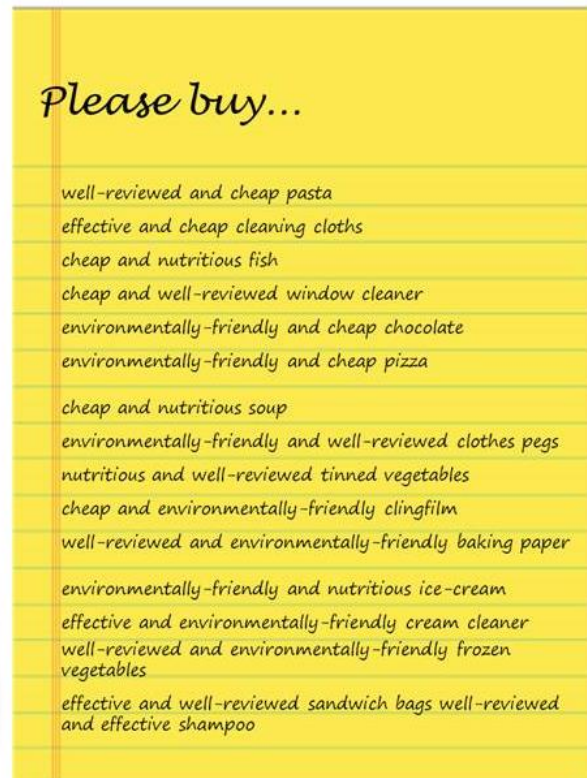 Please buy...
well-reviewed and cheap pasta
effective and cheap cleaning cloths
cheap and nutritious fish
cheap and well-reviewed window cleaner
environmentally-friendly and cheap chocolate
environmentally-friendly and cheap pizza
cheap and nutritious soup
environmentally-friendly and well-reviewed clothes pegs
nutritious and well-reviewed tinned vegetables
cheap and environmentally-friendly clingfilm
well-reviewed and environmentally-friendly baking paper
environmentally-friendly and nutritious ice-cream
effective and environmentally-friendly cream cleaner
well-reviewed and environmentally-friendly frozen
vegetables
effective and well-reviewed sandwich bags well-reviewed
and effective shampoo